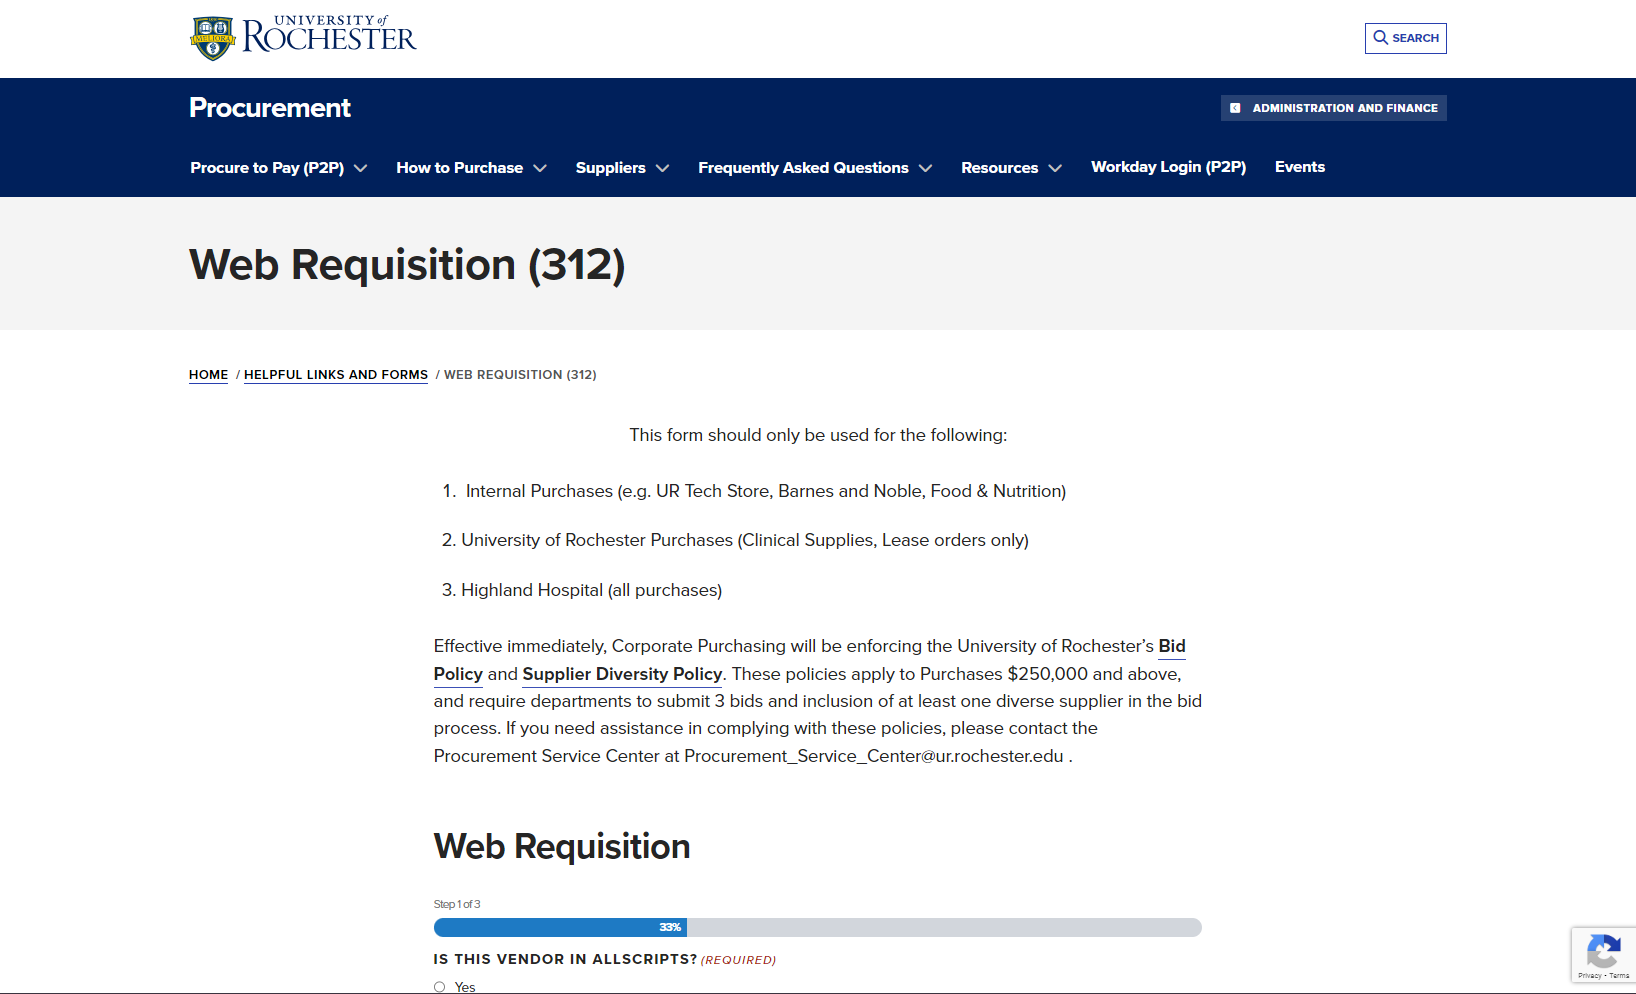 UNIVERSITY of
ROCHESTER
MELIORA
SEARCH
Procurement
ADMINISTRATION AND FINANCE
Procure to Pay (P2P)
How to Purchase
Suppliers
Frequently Asked Questions
Resources
Workday Login (P2P)
Events
Web Requisition (312)
HOME / HELPFUL LINKS AND FORMS / WEB REQUISITION (312)
This form should only be used for the following:
1. Internal Purchases (e.g. UR Tech Store, Barnes and Noble, Food & Nutrition)
2. University of Rochester Purchases (Clinical Supplies, Lease orders only)
3. Highland Hospital (all purchases)
Effective immediately, Corporate Purchasing will be enforcing the University of Rochester’s Bid
Policy and Supplier Diversity Policy. These policies apply to Purchases $250,000 and above,
and require departments to submit 3 bids and inclusion of at least one diverse supplier in the bid
process. If you need assistance in complying with these policies, please contact the
Procurement Service Center at Procurement_Service_Center@ur.rochester.edu .
Web Requisition
Step 1 of 3
33%
IS THIS VENDOR IN ALLSCRIPTS? (REQUIRED)
Yes
Privacy - Terms